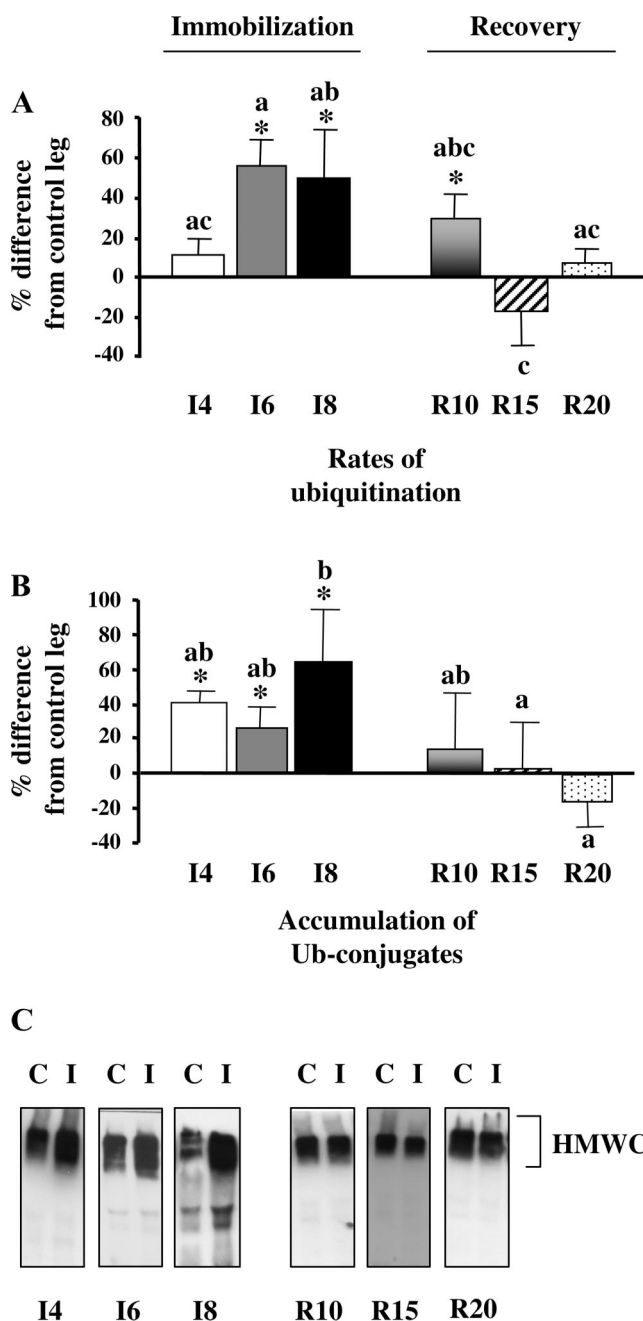 Immobilization Recovery
A
% difference
from control leg
80
60
40
20
0
-20
-40
ac
a
*
ab
*
abc
*
c
ac
I4 I6 I8 R10 R15 R20
Rates of
ubiquitination
B
% difference
from control leg
100
80
60
40
20
0
-20
-40
ab
*
ab
*
b
*
ab
a
a
I4 I6 I8 R10 R15 R20
Accumulation of
Ub-conjugates
C
C I C I C I C I C I C I
HMWC
I4 I6 I8 R10 R15 R20